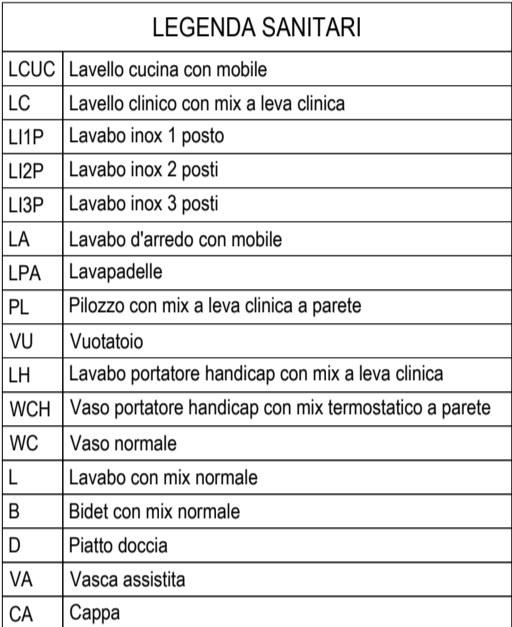 LEGENDA SANITARI
LCUC Lavello cucina con mobile
LC Lavello clinico con mix a leva clinica
LI1P Lavabo inox 1 posto
LI2P Lavabo inox 2 posti
LI3P Lavabo inox 3 posti
LA Lavabo d'arredo con mobile
LPA Lavapadelle
PL Pilozzo con mix a leva clinica a parete
VU Vuotatoio
LH Lavabo portatore handicap con mix a leva clinica
WCH Vaso portatore handicap con mix termostatico a parete
WC Vaso normale
L Lavabo con mix normale
B Bidet con mix normale
D Piatto doccia
VA Vasca assistita
CA Cappa